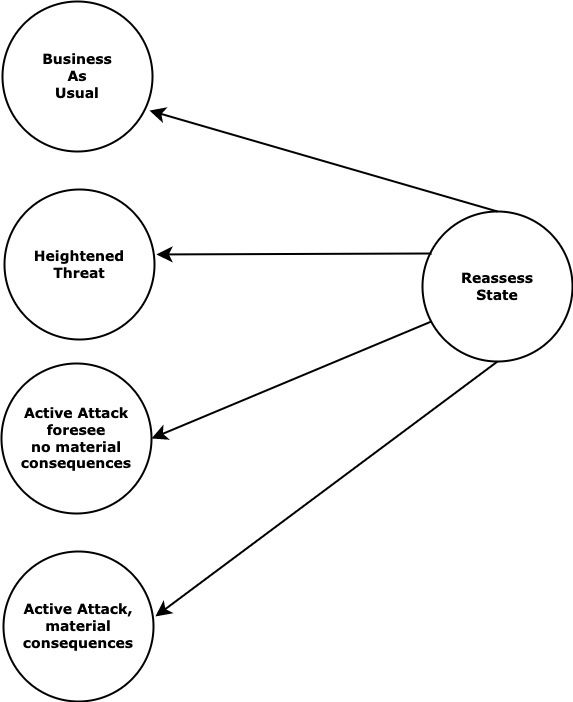 Business
As
Usual
Heightened
Threat
Reassess
State
Active Attack
foresee
no material
consequences
Active Attack,
material
consequences